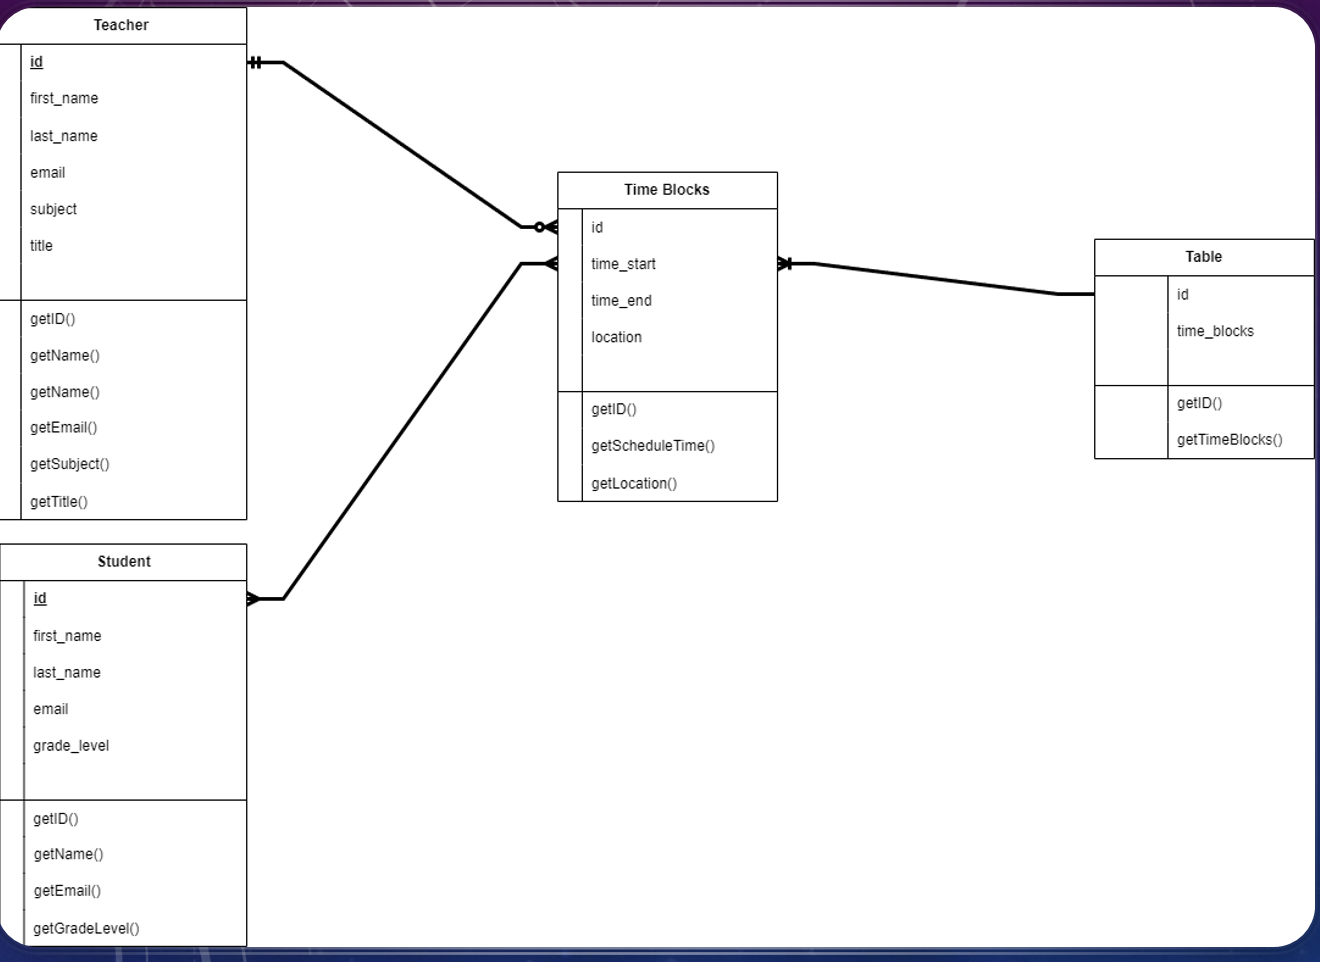 Teacher
id
first_name
last_name
email
subject
title
getID()
getName()
getName()
getEmail()
getSubject()
getTitle()
Student
id
first_name
last_name
email
grade_level
getID()
getName()
getEmail()
getGradeLevel()
Time Blocks
id
time_start
time_end
location
getID()
getScheduleTime()
getLocation()
Table
id
time_blocks
getID()
getTimeBlocks()